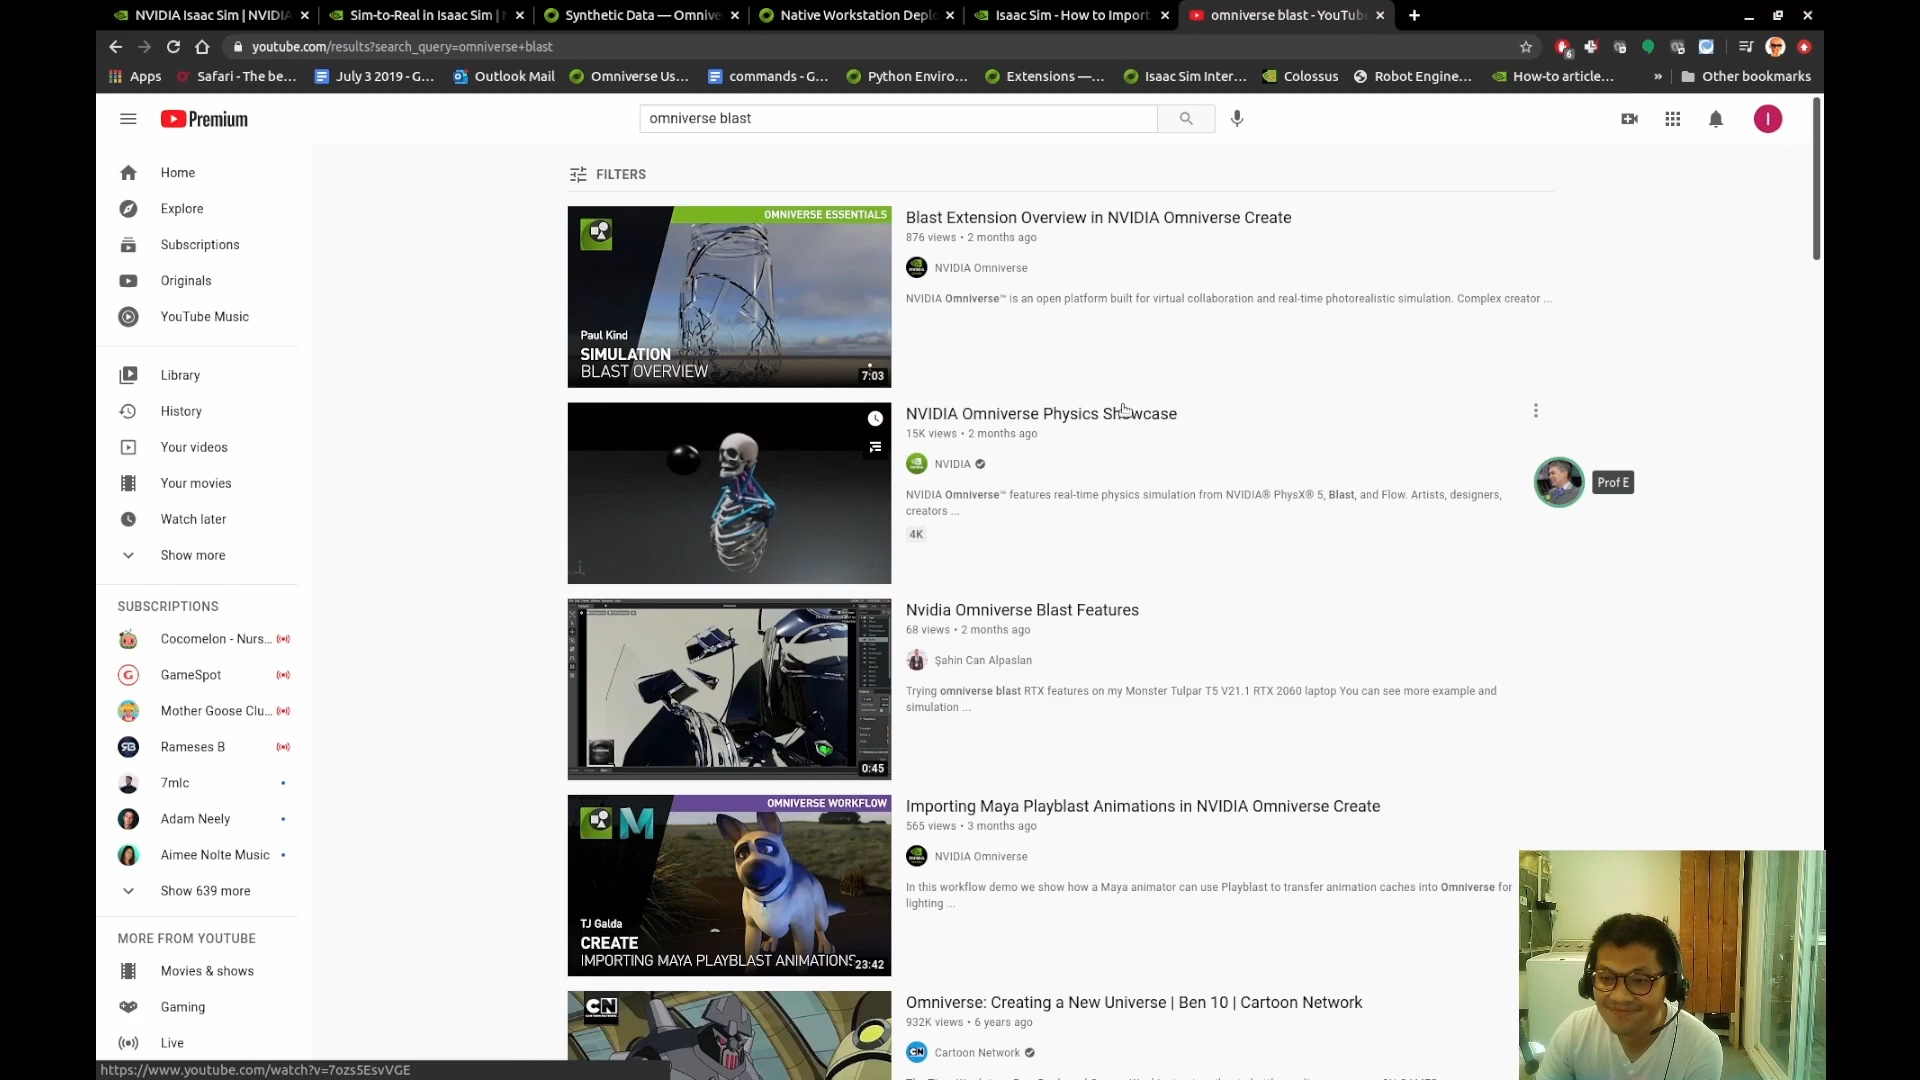 NVIDIA Isaac Sim | NVIDIA
Sim-to-Real in Isaac Sim |
Synthetic Data — Omnive
Native Workstation Depl
Isaac Sim - How to Import
omniverse blast - YouTube
youtube.com/results?search_query=omniverse+blast
6
Apps
Safari - The be...
July 3 2019 - G...
Outlook Mail
Omniverse Us...
commands - G...
Python Enviro...
Extensions —...
Isaac Sim Inter...
Colossus
Robot Engine...
How-to article...
»
Other bookmarks
Premium
omniverse blast
I
Home
Explore
Subscriptions
Originals
YouTube Music
Library
History
Your videos
Your movies
Watch later
Show more
SUBSCRIPTIONS
Cocomelon - Nurs...
GameSpot
Mother Goose Clu...
Rameses B
7mlc
Adam Neely
Aimee Nolte Music
Show 639 more
MORE FROM YOUTUBE
Movies & shows
Gaming
Live
FILTERS
OMNIVERSE ESSENTIALS
Paul Kind
SIMULATION
BLAST OVERVIEW
7:03
Blast Extension Overview in NVIDIA Omniverse Create
876 views • 2 months ago
NVIDIA Omniverse
NVIDIA Omniverse™ is an open platform built for virtual collaboration and real-time photorealistic simulation. Complex creator ...
NVIDIA Omniverse Physics Showcase
15K views • 2 months ago
NVIDIA
NVIDIA Omniverse™ features real-time physics simulation from NVIDIA® PhysX® 5, Blast, and Flow. Artists, designers,
creators ...
4K
Prof E
0:45
Nvidia Omniverse Blast Features
68 views • 2 months ago
Şahin Can Alpaslan
Trying omniverse blast RTX features on my Monster Tulpar T5 V21.1 RTX 2060 laptop You can see more example and
simulation ...
OMNIVERSE WORKFLOW
M
TJ Galda
CREATE
IMPORTING MAYA PLAYBLAST ANIMATIONS
23:42
Importing Maya Playblast Animations in NVIDIA Omniverse Create
565 views • 3 months ago
NVIDIA Omniverse
In this workflow demo we show how a Maya animator can use Playblast to transfer animation caches into Omniverse for
lighting ...
CN
Omniverse: Creating a New Universe | Ben 10 | Cartoon Network
932K views • 6 years ago
Cartoon Network
https://www.youtube.com/watch?v=7ozs5EsvVGE